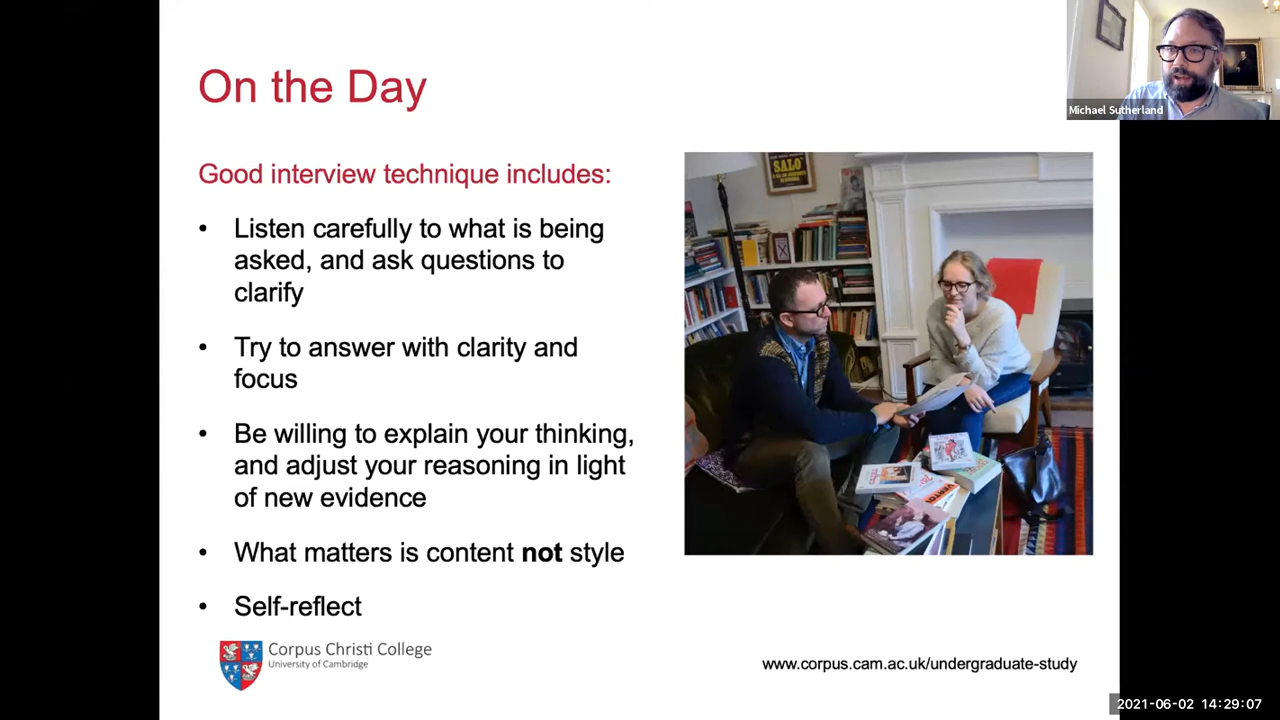 On the Day
Michael Sutherland
Good interview technique includes:
• Listen carefully to what is being
asked, and ask questions to
clarify
• Try to answer with clarity and
focus
• Be willing to explain your thinking,
and adjust your reasoning in light
of new evidence
• What matters is content not style
• Self-reflect
SALO'
Corpus Christi College
University of Cambridge
www.corpus.cam.ac.uk/undergraduate-study
2021-06-02 14:29:07